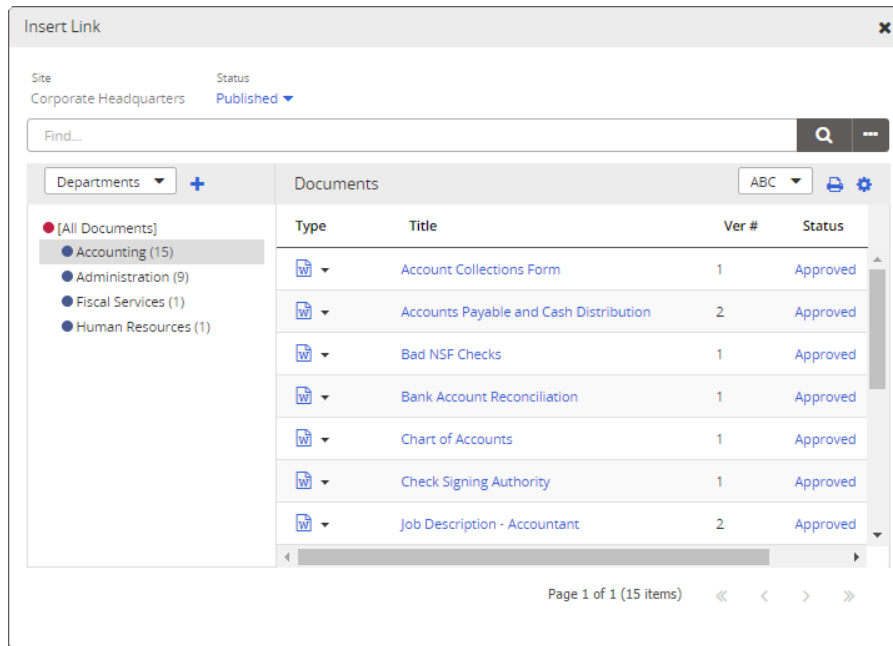 Insert Link
Site Status
Corporate Headquarters Published
Find...
Departments Documents ABC
[All Documents]
Accounting (15)
Administration (9)
Fiscal Services (1)
Human Resources (1)
Type Title Ver # Status
Account Collections Form 1 Approved
Accounts Payable and Cash Distribution 2 Approved
Bad NSF Checks 1 Approved
Bank Account Reconciliation 1 Approved
Chart of Accounts 1 Approved
Check Signing Authority 1 Approved
Job Description - Accountant 2 Approved
Page 1 of 1 (15 items)